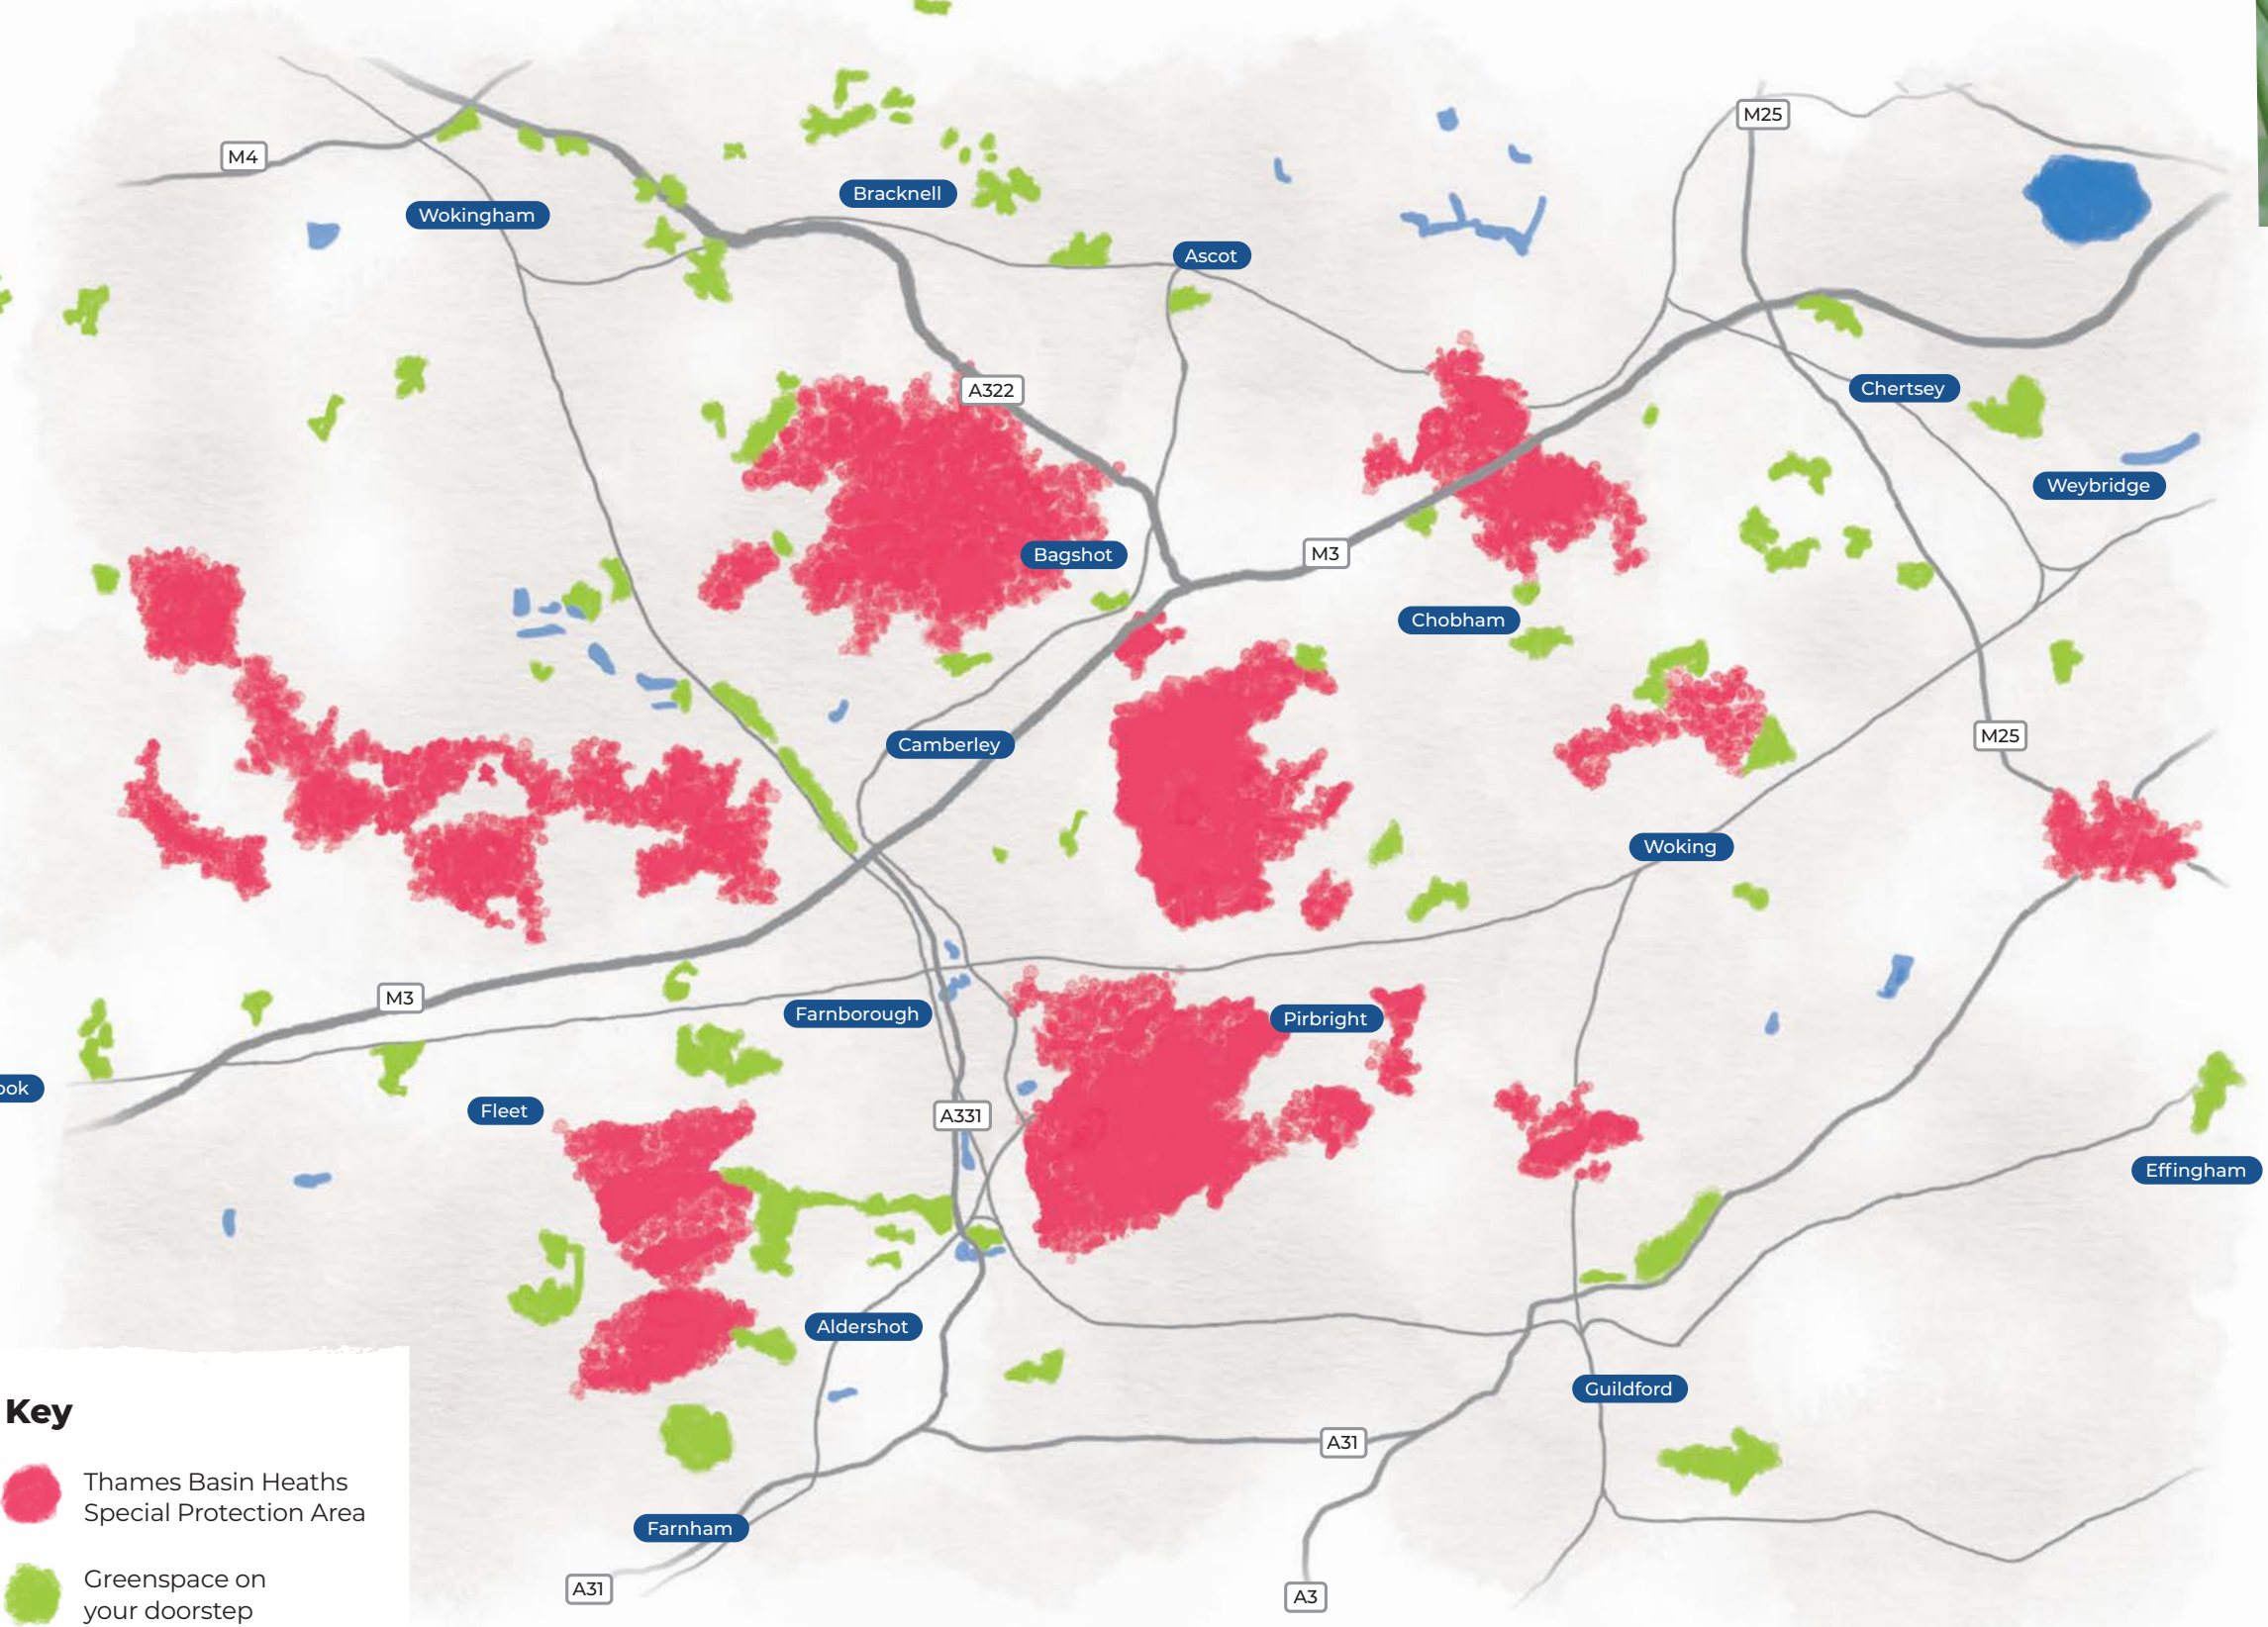 M25
M4
Bracknell
Wokingham
Ascot
A322
Chertsey
Weybridge
Bagshot
M3
Chobham
Camberley
M25
Woking
M3
Farnborough
Pirbright
ook
Fleet
A331
Effingham
Aldershot
Guildford
A31
Farnham
A31
A3
Key
Thames Basin Heaths
Special Protection Area
Greenspace on
your doorstep